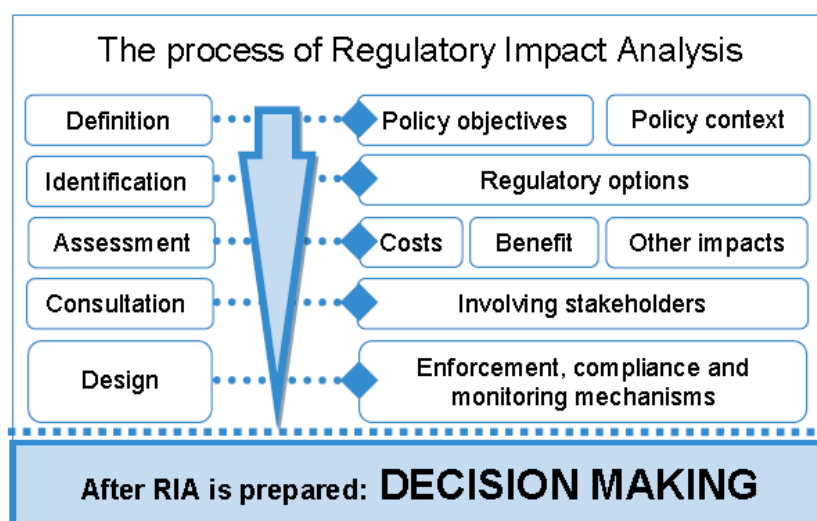 The process of Regulatory Impact Analysis
Definition
Policy objectives
Policy context
Identification
Regulatory options
Assessment
Costs
Benefit
Other impacts
Consultation
Involving stakeholders
Design
Enforcement, compliance and
monitoring mechanisms
After RIA is prepared: DECISION MAKING